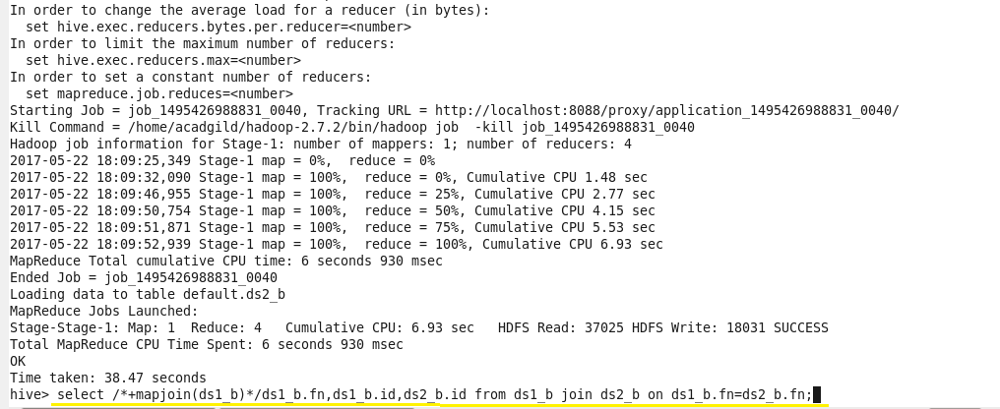 In order to change the average load for a reducer (in bytes):
  set hive.exec.reducers.bytes.per.reducer=<number>
In order to limit the maximum number of reducers:
  set hive.exec.reducers.max=<number>
In order to set a constant number of reducers:
  set mapreduce.job.reduces=<number>
Starting Job = job_1495426988831_0040, Tracking URL = http://localhost:8088/proxy/application_1495426988831_0040/
Kill Command = /home/acadgild/hadoop-2.7.2/bin/hadoop job  -kill job_1495426988831_0040
Hadoop job information for Stage-1: number of mappers: 1; number of reducers: 4
2017-05-22 18:09:25,349 Stage-1 map = 0%,  reduce = 0%
2017-05-22 18:09:32,090 Stage-1 map = 100%,  reduce = 0%, Cumulative CPU 1.48 sec
2017-05-22 18:09:46,955 Stage-1 map = 100%,  reduce = 25%, Cumulative CPU 2.77 sec
2017-05-22 18:09:50,754 Stage-1 map = 100%,  reduce = 50%, Cumulative CPU 4.15 sec
2017-05-22 18:09:51,871 Stage-1 map = 100%,  reduce = 75%, Cumulative CPU 5.53 sec
2017-05-22 18:09:52,939 Stage-1 map = 100%,  reduce = 100%, Cumulative CPU 6.93 sec
MapReduce Total cumulative CPU time: 6 seconds 930 msec
Ended Job = job_1495426988831_0040
Loading data to table default.ds2_b
MapReduce Jobs Launched:
Stage-Stage-1: Map: 1  Reduce: 4   Cumulative CPU: 6.93 sec   HDFS Read: 37025 HDFS Write: 18031 SUCCESS
Total MapReduce CPU Time Spent: 6 seconds 930 msec
OK
Time taken: 38.47 seconds
hive> select /*+mapjoin(ds1_b)*/ds1_b.fn,ds1_b.id,ds2_b.id from ds1_b join ds2_b on ds1_b.fn=ds2_b.fn;